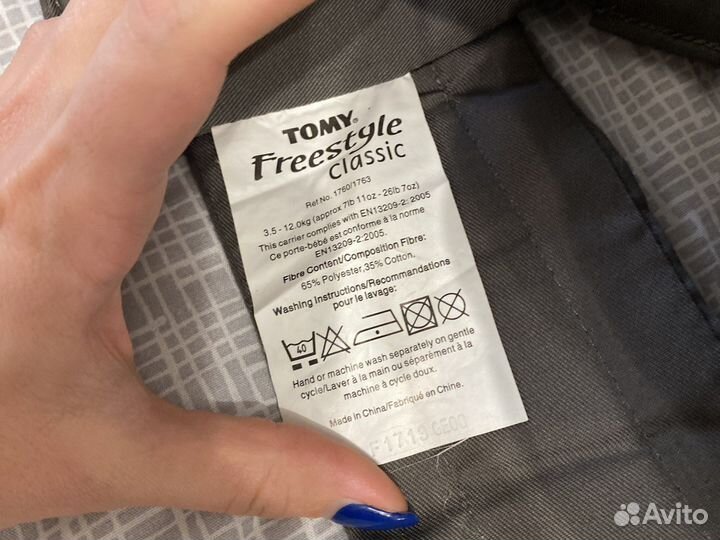 TOMY®
Freestyle
classic
Ref No. 1760/1763
3.5 - 12.0kg (approx 7lb 11oz - 26lb 7oz)
This carrier complies with EN13209-2: 2005
Ce porte-bébé est conforme à la norme
EN13209-2:2005.
Fibre Content/Composition Fibre:
65% Polyester,35% Cotton.
Washing Instructions/Recommandations
pour le lavage:
40
Hand or machine wash separately on gentle
cycle/Laver à la main ou séparément à la
machine à cycle doux.
Made in China/Fabriqué en Chine.
Avito